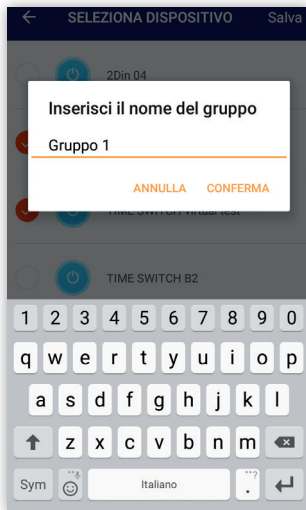 SELEZIONA DISPOSITIVO Salva
2Din 04
Inserisci il nome del gruppo
Gruppo 1
ANNULLA CONFERMA
TIME SWITCH Virtual test
TIME SWITCH B2
1 2 3 4 5 6 7 8 9 0
q w e r t y u i o p
a s d f g h j k l
z x c v b n m
Sym Italiano . ...?